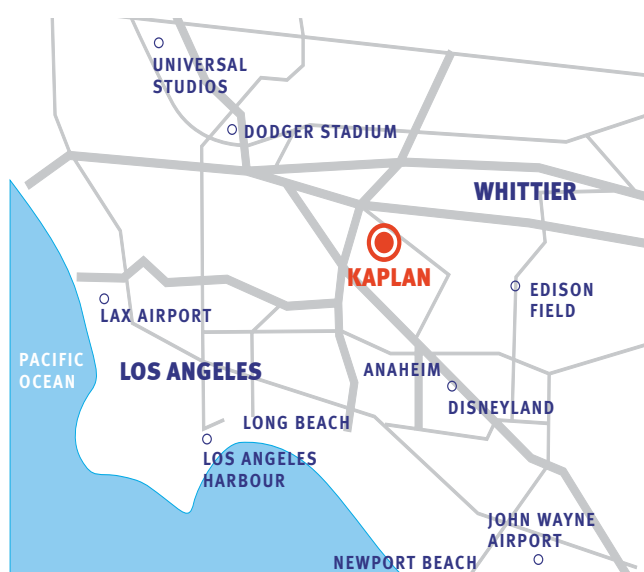 UNIVERSAL
STUDIOS
DODGER STADIUM
WHITTIER
KAPLAN
EDISON
FIELD
LAX AIRPORT
PACIFIC
OCEAN
LOS ANGELES
ANAHEIM
DISNEYLAND
LONG BEACH
LOS ANGELES
HARBOUR
JOHN WAYNE
AIRPORT
NEWPORT BEACH